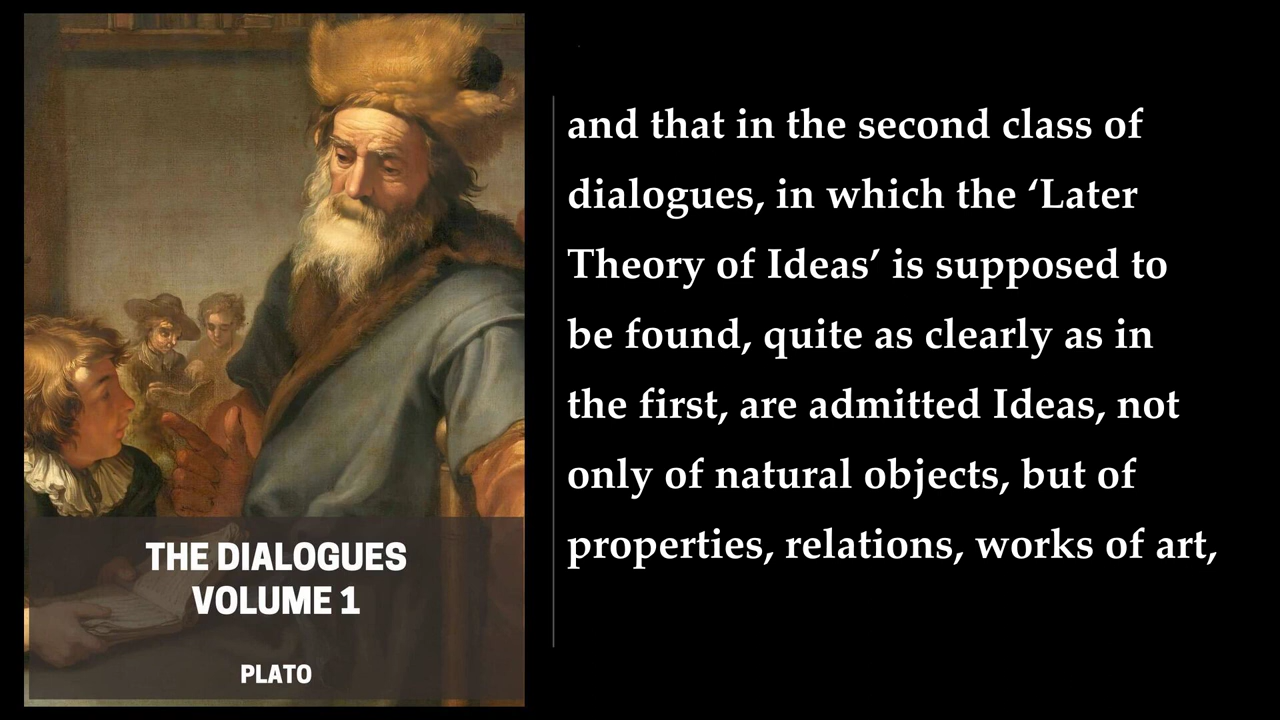 THE DIALOGUES
VOLUME 1
PLATO
and that in the second class of
dialogues, in which the ‘Later
Theory of Ideas’ is supposed to
be found, quite as clearly as in
the first, are admitted Ideas, not
only of natural objects, but of
properties, relations, works of art,